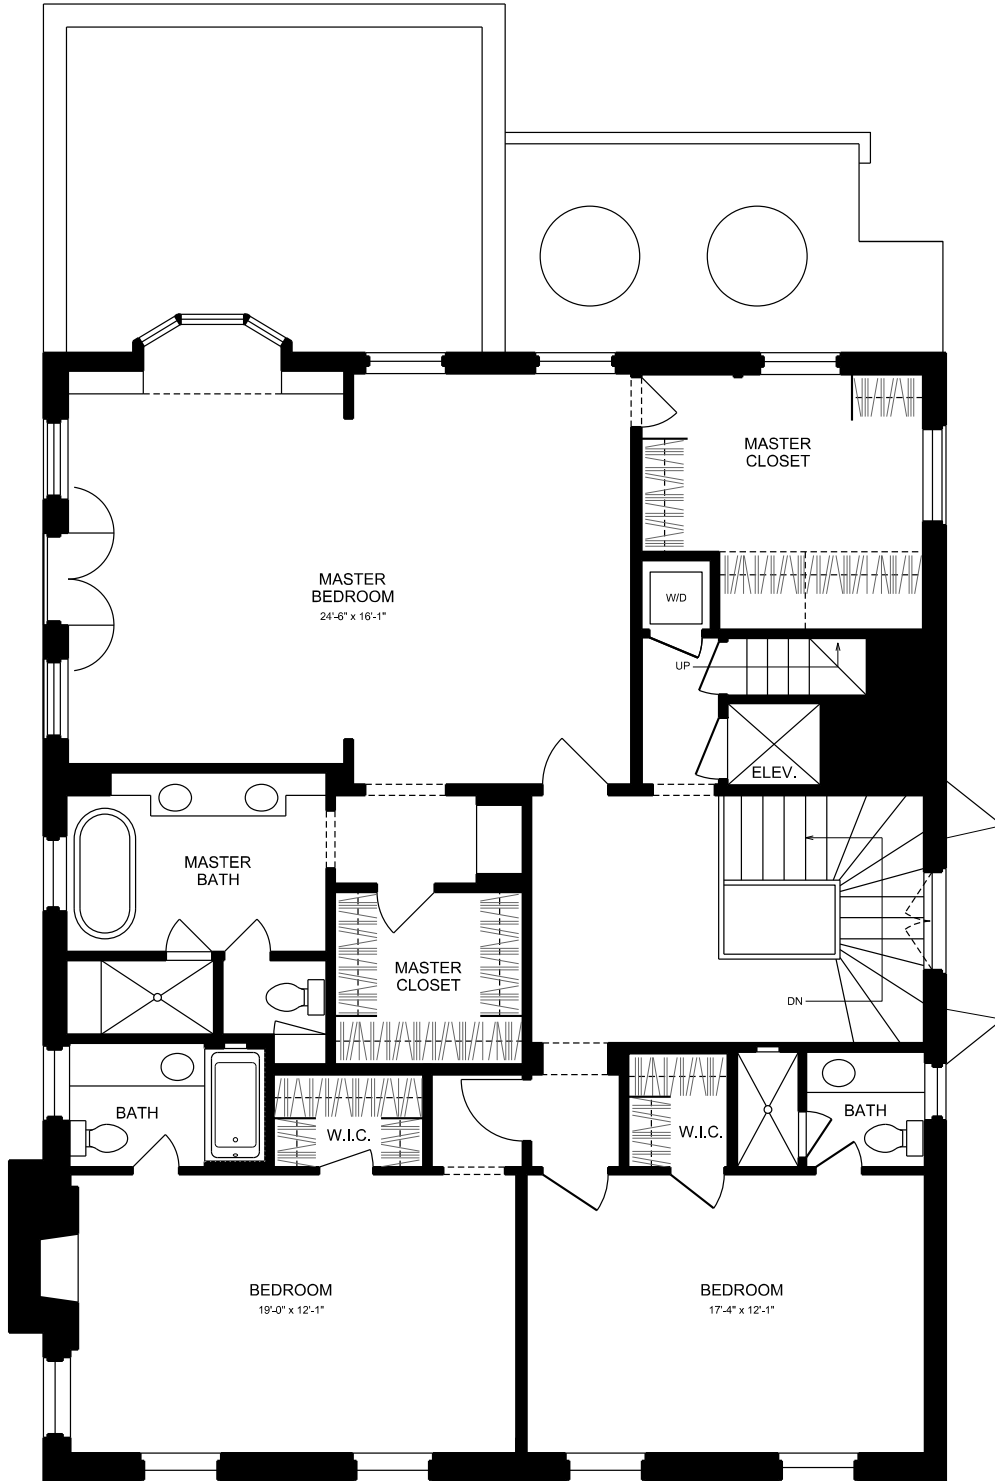 MASTER
CLOSET
MASTER
BEDROOM
24'-6" x 16'-1"
W/D
UP
ELEV.
MASTER
BATH
MASTER
CLOSET
DN
BATH
W.I.C.
W.I.C.
BATH
BEDROOM
19'-0" x 12'-1"
BEDROOM
17'-4" x 12'-1"